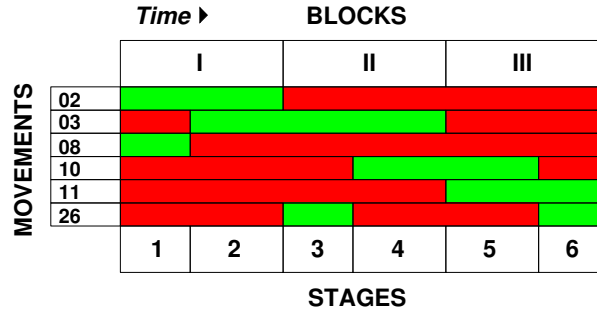 Time BLOCKS
I II III
MOVEMENTS
02
03
08
10
11
26
1 2 3 4 5 6
STAGES